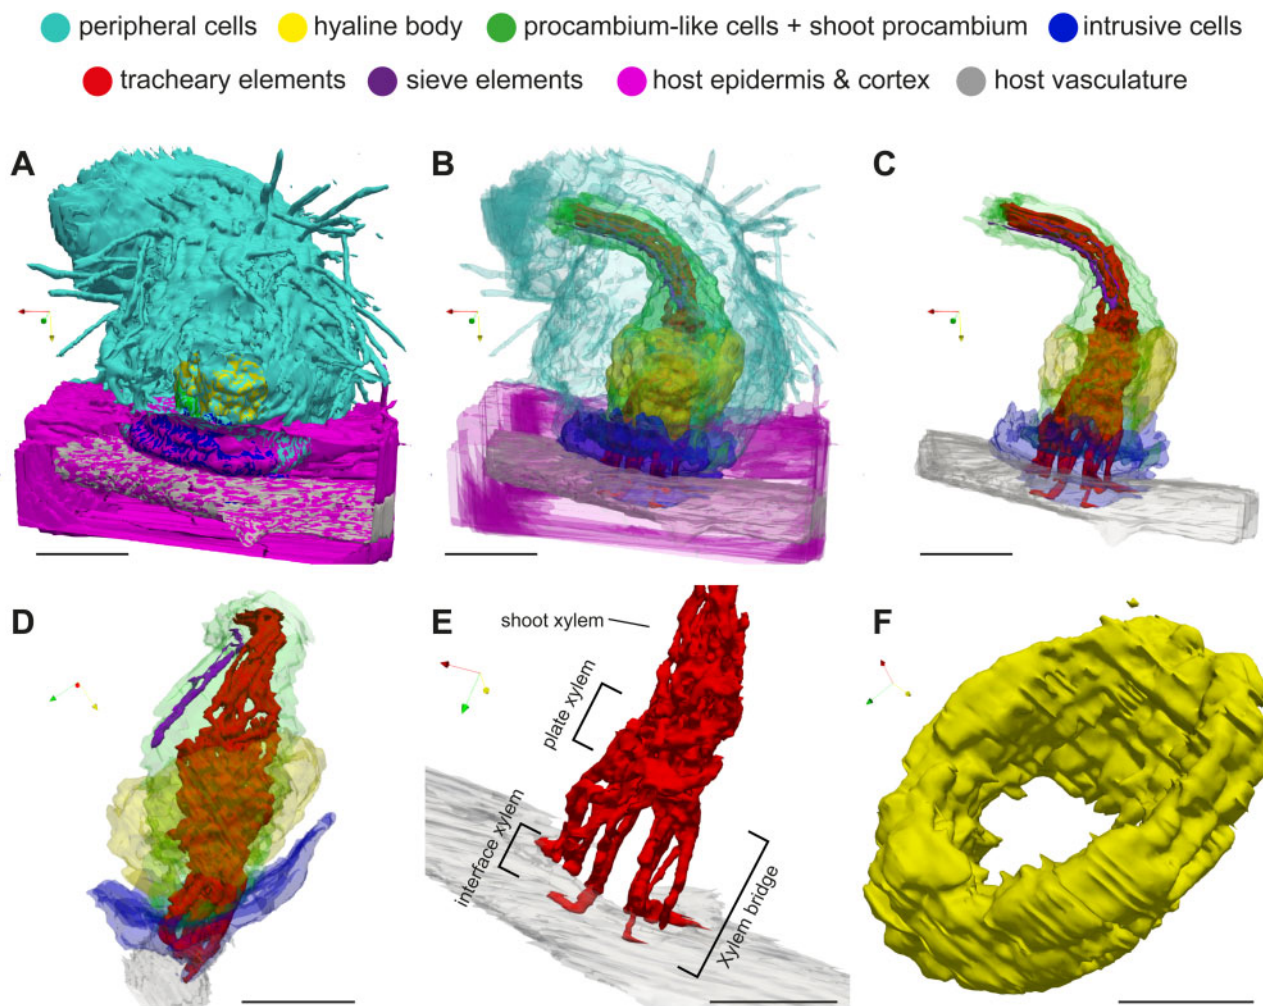 peripheral cells hyaline body procambium-like cells + shoot procambium intrusive cells
tracheary elements sieve elements host epidermis & cortex host vasculature
A B C
D E F
shoot xylem
plate xylem
interface xylem
Xylem bridge